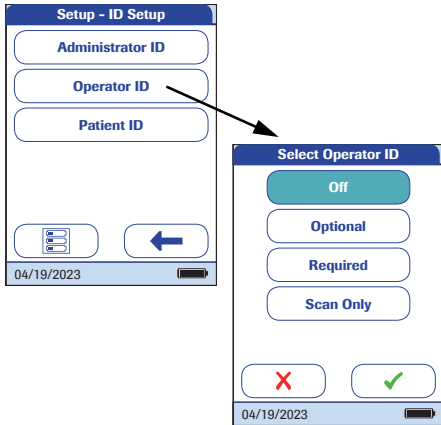 Setup - ID Setup
Administrator ID
Operator ID
Patient ID
04/19/2023
Select Operator ID
Off
Optional
Required
Scan Only
04/19/2023